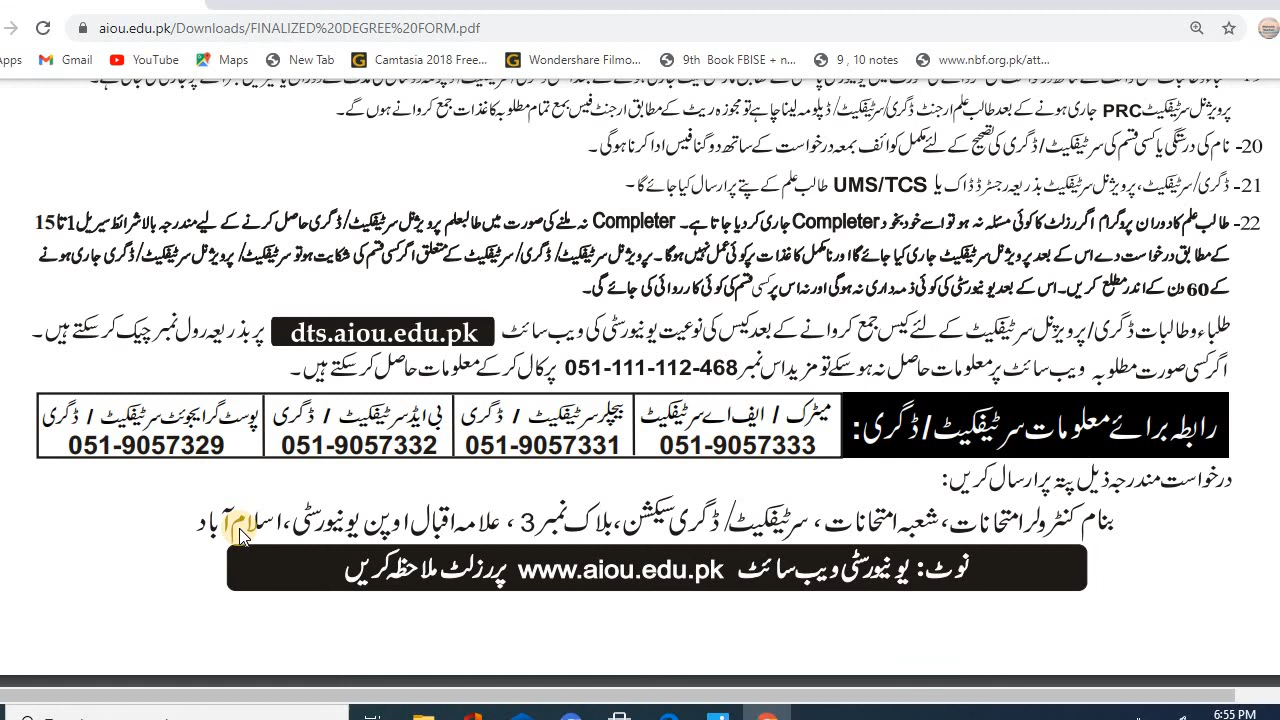 aiou.edu.pk/Downloads/FINALIZED%20DEGREE%20FORM.pdf
Apps Gmail YouTube Maps New Tab Camtasia 2018 Free... Wondershare Filmo... 9th Book FBISE + n... 9 , 10 notes www.nbf.org.pk/att...
پرویژنل سرٹیفکیٹ PRC جاری ہونے کے بعد طالب علم ارجنٹ ڈگری/سرٹیفکیٹ/ڈپلومہ لینا چاہے تو مجوزہ ریٹ کے مطابق ارجنٹ فیس بمع تمام مطلوبہ کاغذات جمع کروانے ہوں گے۔
20- نام کی درستگی یا کسی قسم کی سرٹیفکیٹ/ڈگری کی تصحیح کے لئے مکمل کوائف بمعہ درخواست کے ساتھ دوگنا فیس ادا کرنا ہوگی۔
21- ڈگری/سرٹیفکیٹ، پرویژنل سرٹیفکیٹ بذریعہ رجسٹرڈ ڈاک یا UMS/TCS طالب علم کے پتے پر ارسال کیا جائے گا۔
22- طالب علم کا دوران پروگرام اگر رزلٹ کا کوئی مسئلہ نہ ہو تو اسے خود بخود Completer جاری کر دیا جاتا ہے۔ Completer نہ ملنے کی صورت میں طالبعلم پرویژنل سرٹیفکیٹ/ڈگری حاصل کرنے کے لیے مندرجہ بالا شرائط سیریل 1 تا 15
کے مطابق درخواست دے اس کے بعد پرویژنل سرٹیفکیٹ جاری کیا جائے گا اور نامکمل کاغذات پر کوئی عمل نہیں ہوگا۔ پرویژنل سرٹیفکیٹ/ڈگری/سرٹیفکیٹ کے متعلق اگر کسی قسم کی شکایت ہو تو سرٹیفکیٹ/پرویژنل سرٹیفکیٹ/ڈگری جاری ہونے
کے 60 دن کے اندر مطلع کریں۔ اس کے بعد یونیورسٹی کی کوئی ذمہ داری نہ ہوگی اور نہ اس پر کسی قسم کی کوئی کارروائی کی جائے گی۔
طلباء و طالبات ڈگری/پرویژنل سرٹیفکیٹ کے لئے کیس جمع کروانے کے بعد کیس کی نوعیت یونیورسٹی کی ویب سائٹ dts.aiou.edu.pk پر بذریعہ رول نمبر چیک کر سکتے ہیں۔
اگر کسی صورت مطلوبہ ویب سائٹ پر معلومات حاصل نہ ہو سکے تو مزید اس نمبر 051-111-112-468 پر کال کر کے معلومات حاصل کر سکتے ہیں۔
رابطہ برائے معلومات سرٹیفکیٹ/ڈگری: میٹرک / ایف اے سرٹیفکیٹ بیچلر سرٹیفکیٹ / ڈگری بی ایڈ سرٹیفکیٹ / ڈگری پوسٹ گرایجوئٹ سرٹیفکیٹ / ڈگری
051-9057333 051-9057331 051-9057332 051-9057329
درخواست مندرجہ ذیل پتہ پر ارسال کریں:
بنام کنٹرولر امتحانات، شعبہ امتحانات، سرٹیفکیٹ/ڈگری سیکشن، بلاک نمبر 3، علامہ اقبال اوپن یونیورسٹی، اسلام آباد
نوٹ: یونیورسٹی ویب سائٹ www.aiou.edu.pk پر رزلٹ ملاحظہ کریں
6:55 PM